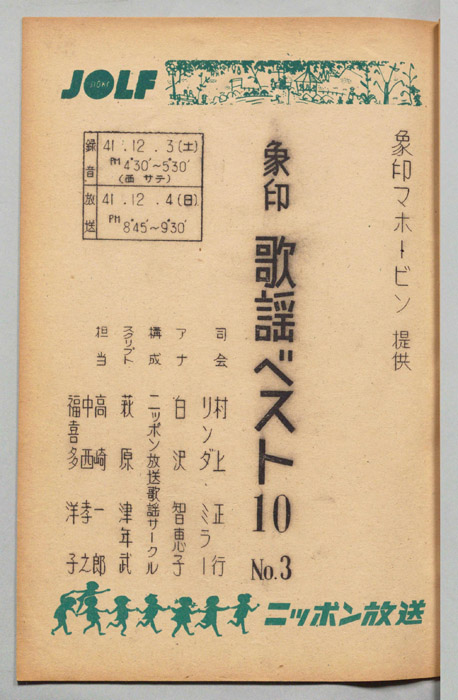 JOLF
象印マホービン 提供
象印 歌謡ベスト10 No.3
録音 41.12.3(土)
PM 4°30′~5°30′
(西 サテ)
放送 41.12.4(日)
PM 8°45′~9°30′
司会 村上正行
リンダ ミラー
アナ 白沢智恵子
構成 ニッポン放送歌謡サークル
スクリプト 萩原津年武
担当 高崎一郎
中西孝之
福喜多洋子
ニッポン放送